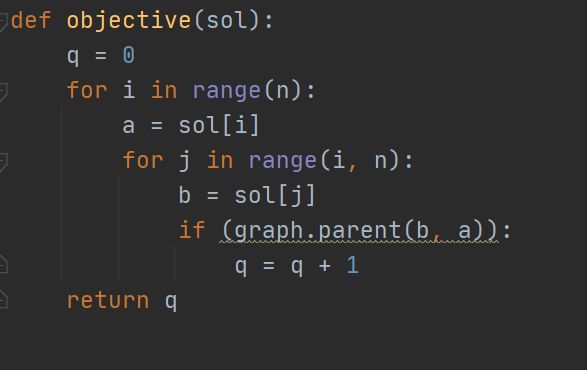 def objective(sol):
    q = 0
    for i in range(n):
        a = sol[i]
        for j in range(i, n):
            b = sol[j]
            if (graph.parent(b, a)):
                q = q + 1
    return q